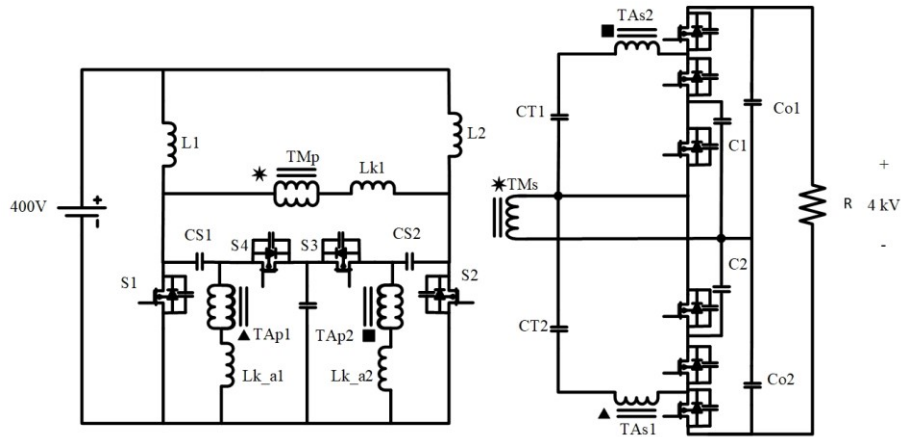 TAs2
L1
L2
TMp
Lk1
CT1
C1
Co1
TMs
400V
+
-
CS1
S4
S3
CS2
S1
S2
R
+
4 kV
-
C2
TAp1
TAp2
CT2
Lk_a1
Lk_a2
Co2
TAs1